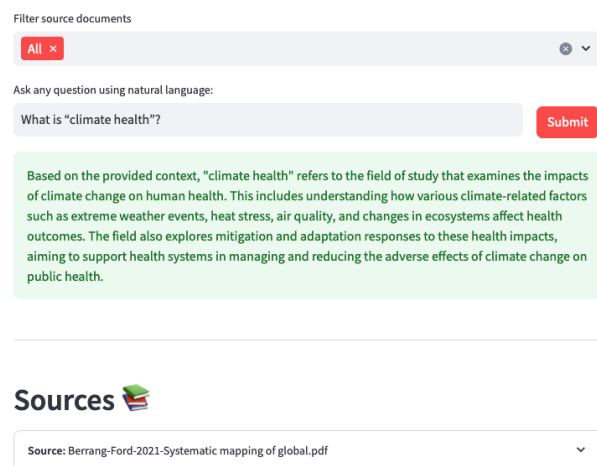 Filter source documents
All ×
Ask any question using natural language:
What is “climate health”?
Submit
Based on the provided context, "climate health" refers to the field of study that examines the impacts
of climate change on human health. This includes understanding how various climate-related factors
such as extreme weather events, heat stress, air quality, and changes in ecosystems affect health
outcomes. The field also explores mitigation and adaptation responses to these health impacts,
aiming to support health systems in managing and reducing the adverse effects of climate change on
public health.
Sources
Source: Berrang-Ford-2021-Systematic mapping of global.pdf